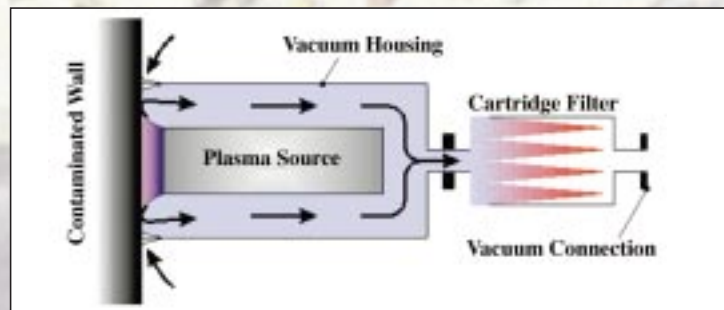 Vacuum Housing
Cartridge Filter
Contaminated Wall
Plasma Source
Vacuum Connection